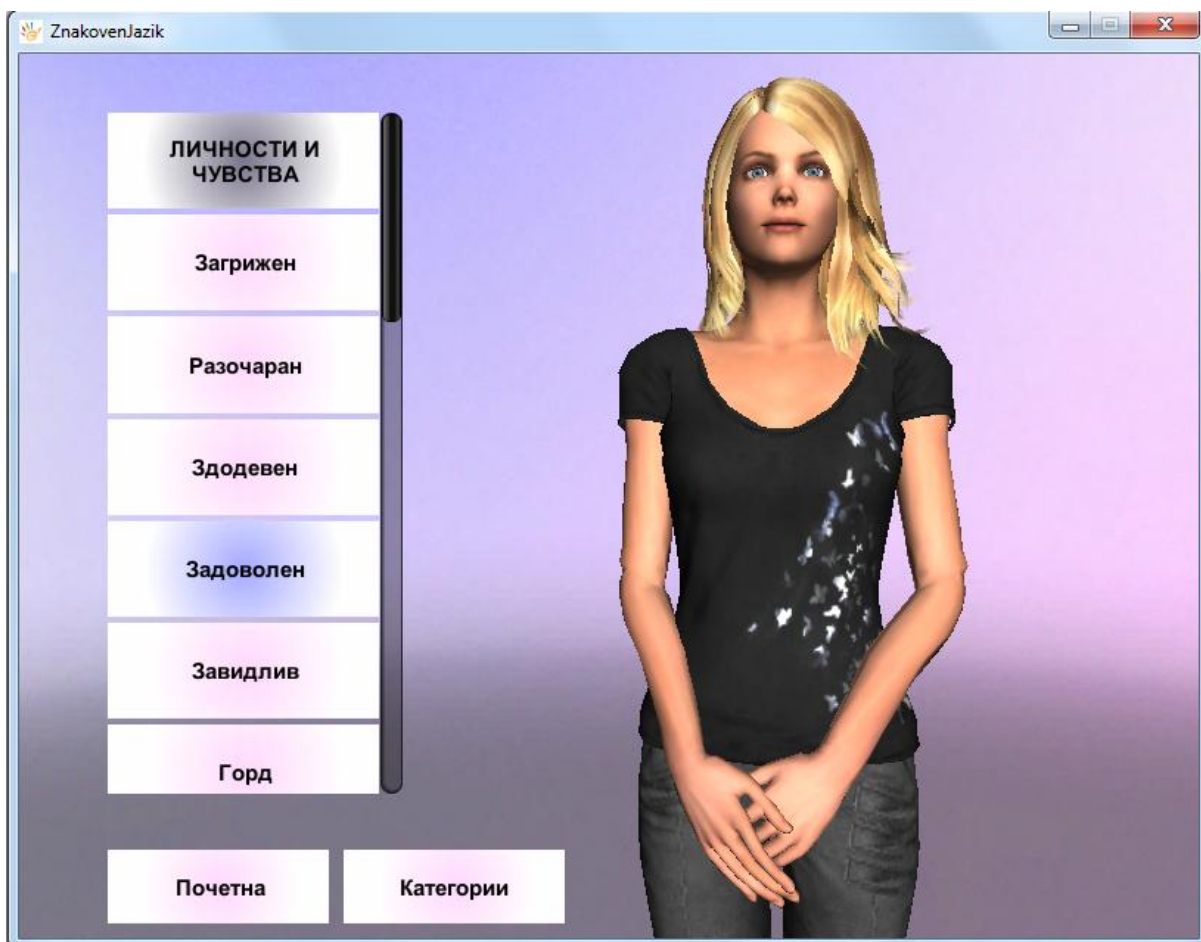 ZnakovenJazik
ЛИЧНОСТИ И
ЧУВСТВА
Загрижен
Разочаран
Здодевен
Задоволен
Завидлив
Горд
Почетна
Категории